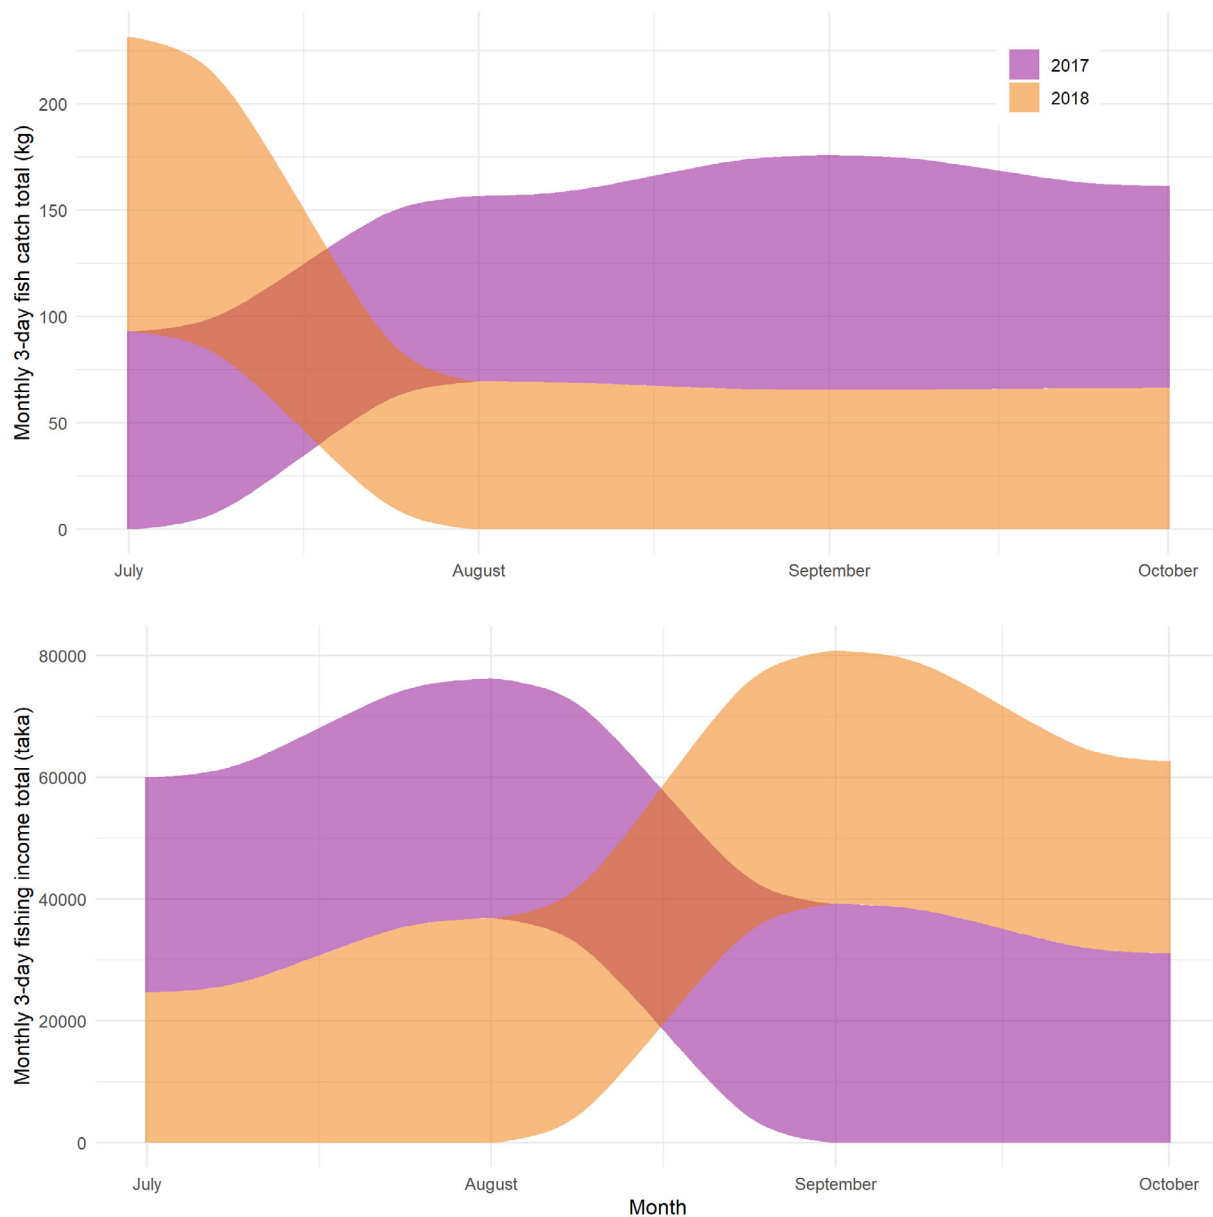 Monthly 3-day fish catch total (kg)
200
150
100
50
0
2017
2018
July August September October
Monthly 3-day fishing income total (taka)
80000
60000
40000
20000
0
July August September October
Month